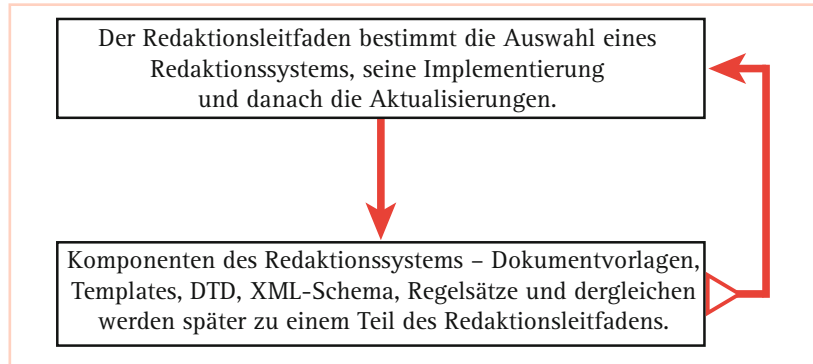 Der Redaktionsleitfaden bestimmt die Auswahl eines
Redaktionssystems, seine Implementierung
und danach die Aktualisierungen.
Komponenten des Redaktionssystems – Dokumentvorlagen,
Templates, DTD, XML-Schema, Regelsätze und dergleichen
werden später zu einem Teil des Redaktionsleitfadens.